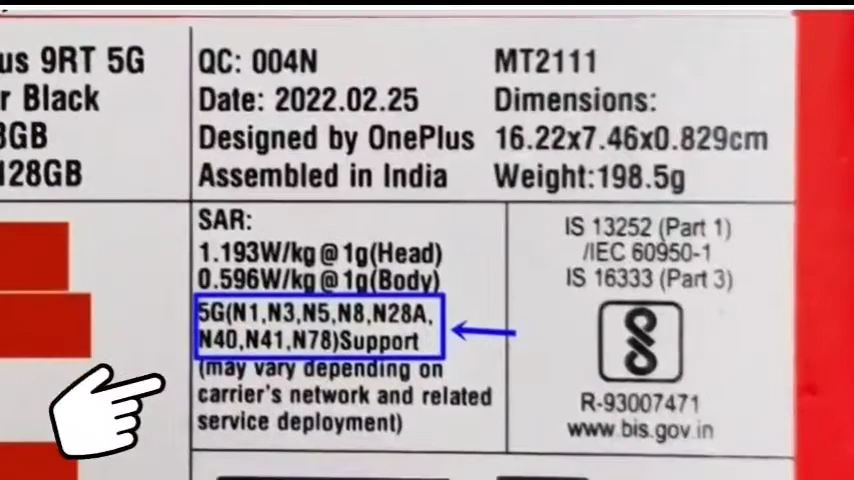 us 9RT 5G
r Black
8GB
128GB
QC: 004N
Date: 2022.02.25
Designed by OnePlus
Assembled in India
MT2111
Dimensions:
16.22x7.46x0.829cm
Weight:198.5g
SAR:
1.193W/kg@1g(Head)
0.596W/kg@1g(Body)
5G(N1,N3,N5,N8,N28A,
N40,N41,N78)Support
(may vary depending on
carrier's network and related
service deployment)
IS 13252 (Part 1)
/IEC 60950-1
IS 16333 (Part 3)
R-93007471
www.bis.gov.in